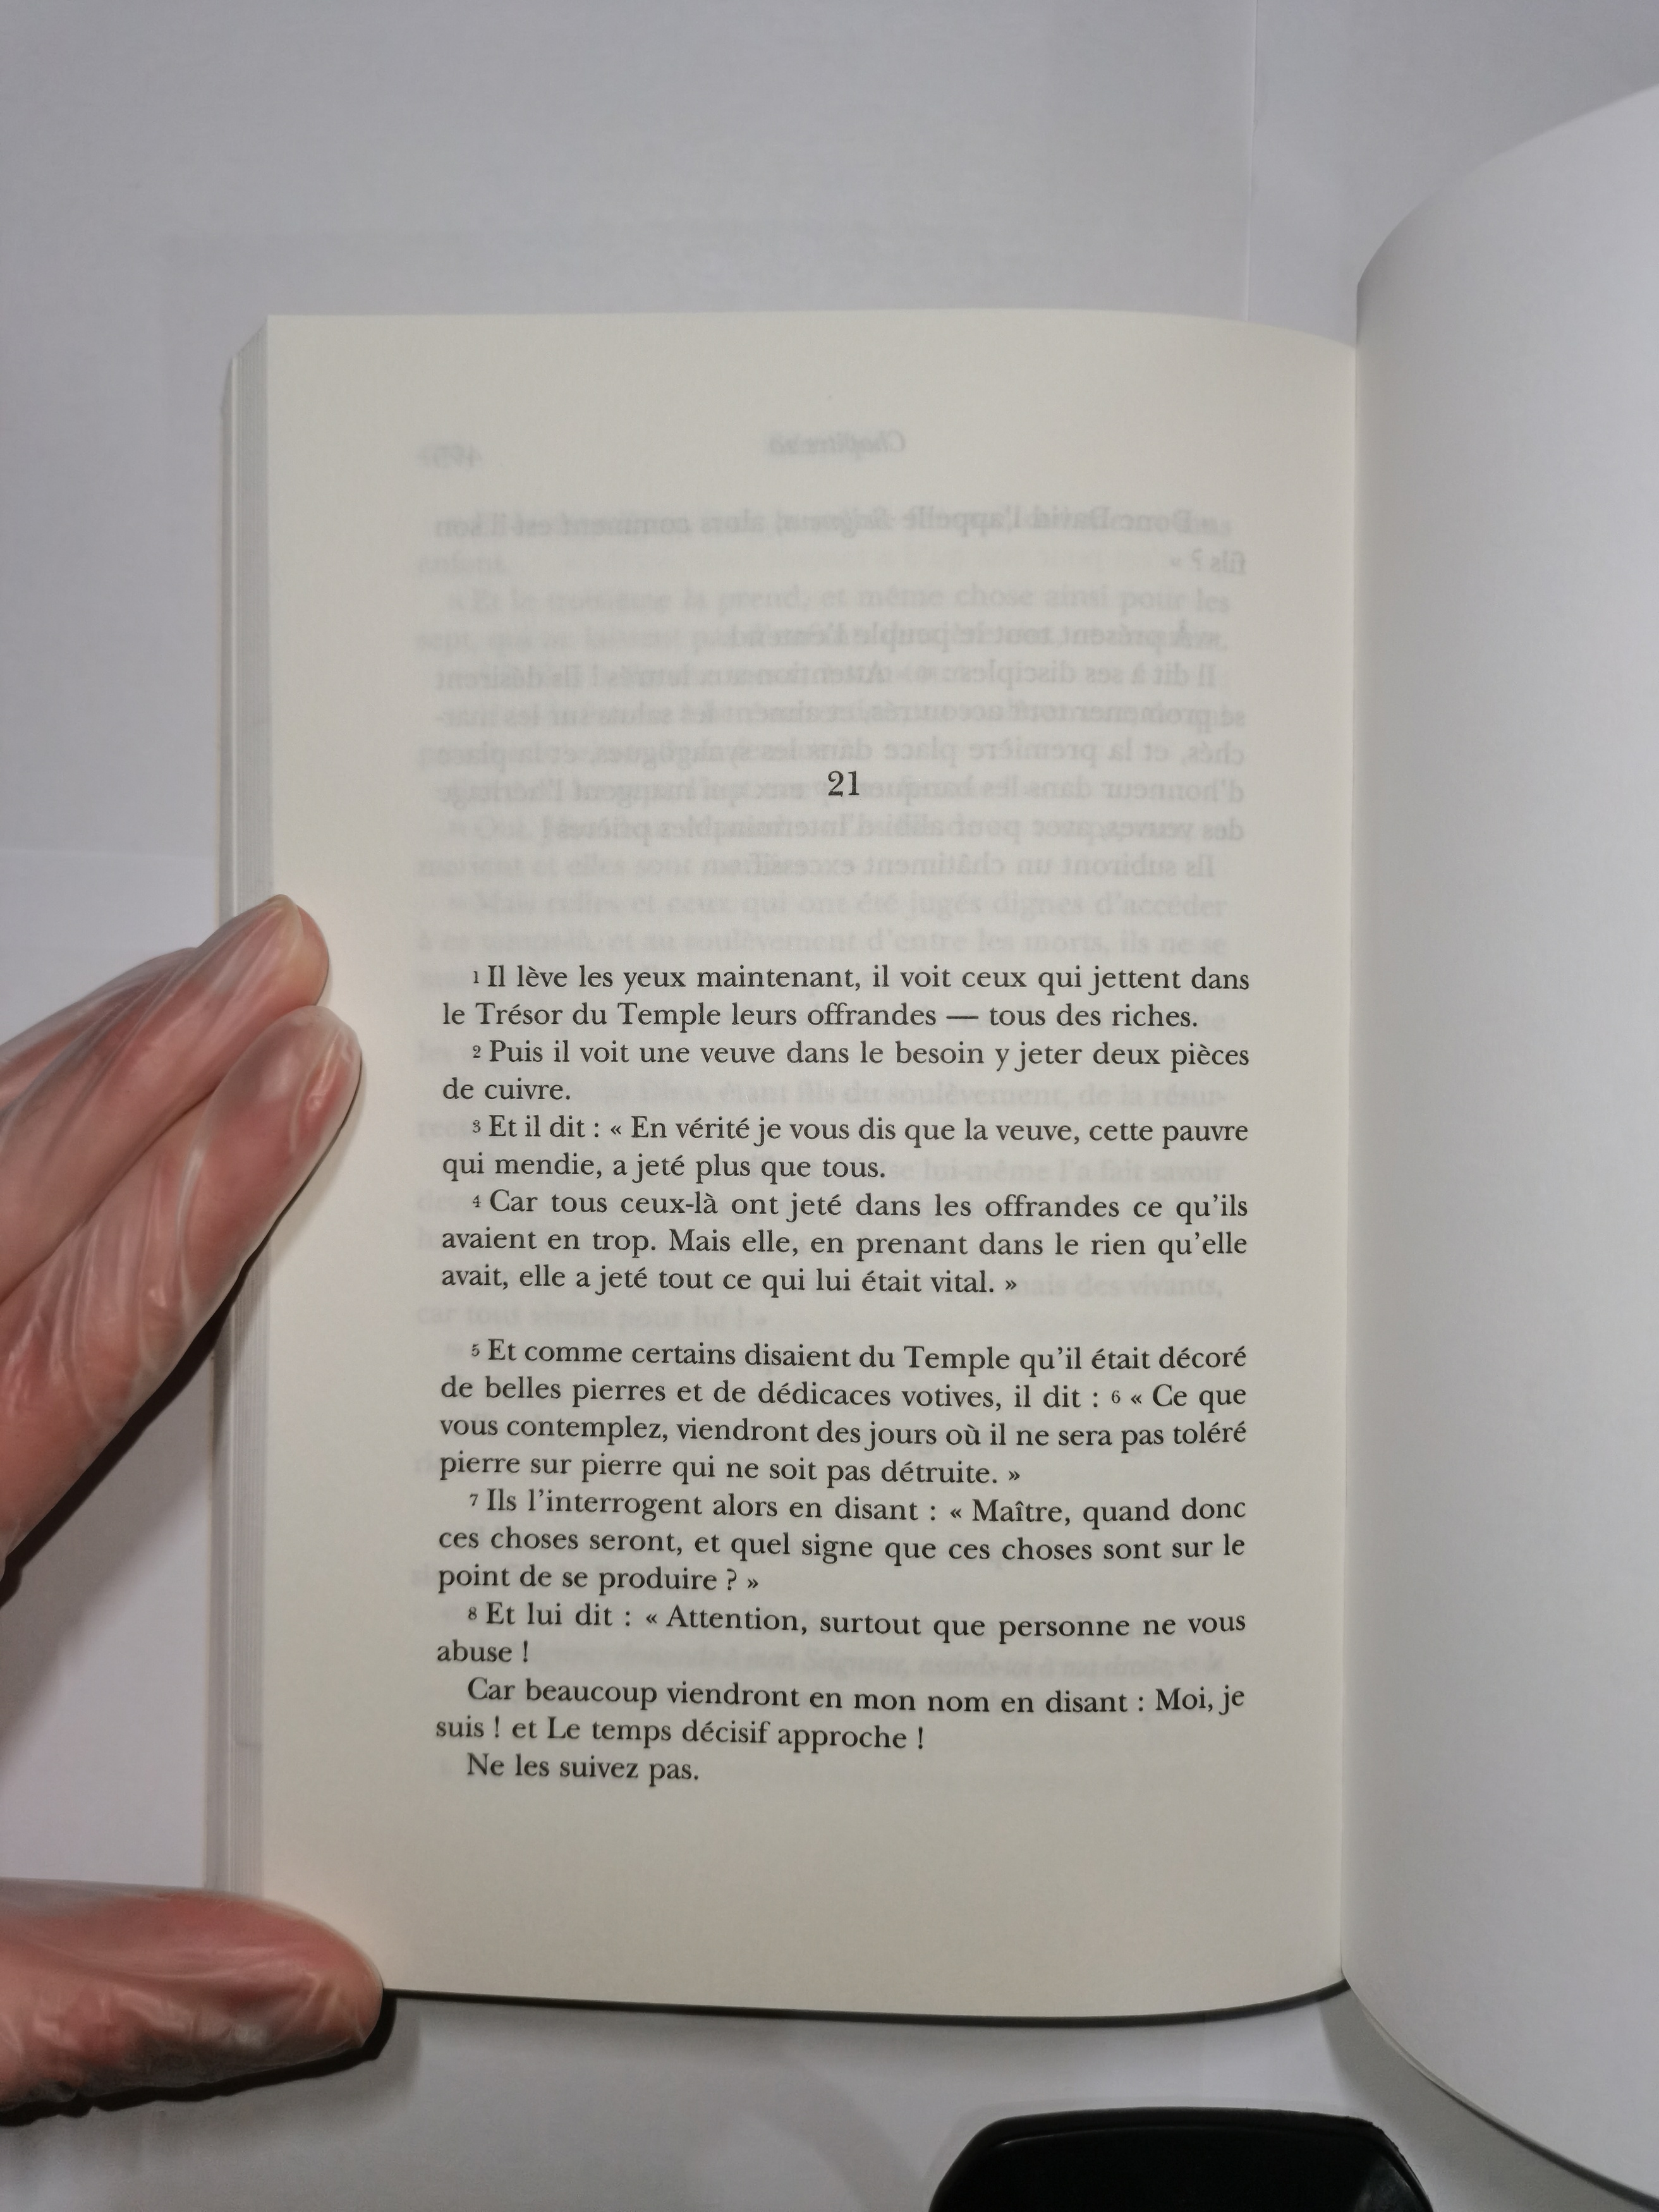 21
1 Il lève les yeux maintenant, il voit ceux qui jettent dans
le Trésor du Temple leurs offrandes — tous des riches.
2 Puis il voit une veuve dans le besoin y jeter deux pièces
de cuivre.
3 Et il dit : « En vérité je vous dis que la veuve, cette pauvre
qui mendie, a jeté plus que tous.
4 Car tous ceux-là ont jeté dans les offrandes ce qu’ils
avaient en trop. Mais elle, en prenant dans le rien qu’elle
avait, elle a jeté tout ce qui lui était vital. »
5 Et comme certains disaient du Temple qu’il était décoré
de belles pierres et de dédicaces votives, il dit : 6 « Ce que
vous contemplez, viendront des jours où il ne sera pas toléré
pierre sur pierre qui ne soit pas détruite. »
7 Ils l’interrogent alors en disant : « Maître, quand donc
ces choses seront, et quel signe que ces choses sont sur le
point de se produire ? »
8 Et lui dit : « Attention, surtout que personne ne vous
abuse !
Car beaucoup viendront en mon nom en disant : Moi, je
suis ! et Le temps décisif approche !
Ne les suivez pas.